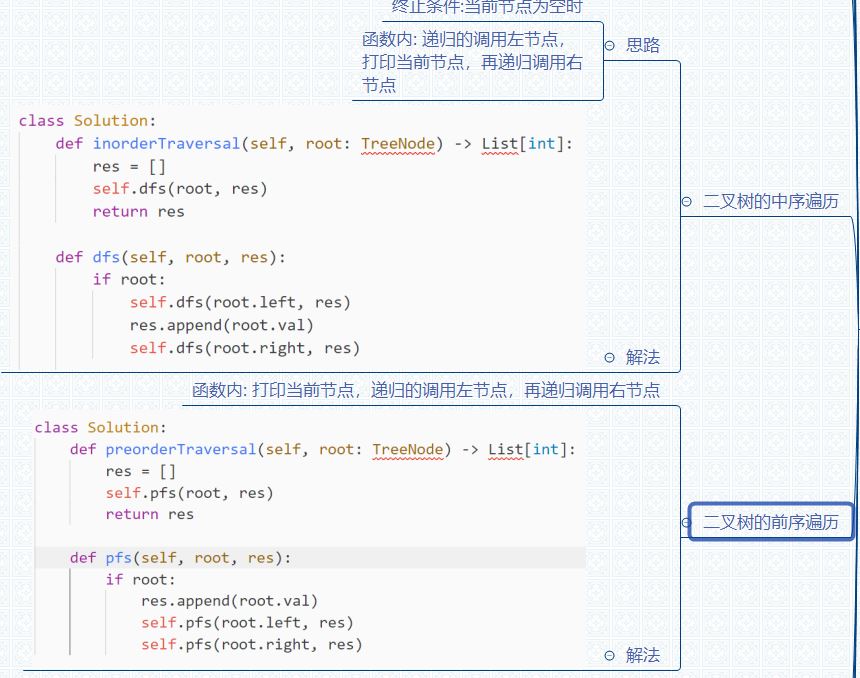 终止条件:当前节点为空时
函数内: 递归的调用左节点，
打印当前节点，再递归调用右
节点
思路
class Solution:
    def inorderTraversal(self, root: TreeNode) -> List[int]:
        res = []
        self.dfs(root, res)
        return res

    def dfs(self, root, res):
        if root:
            self.dfs(root.left, res)
            res.append(root.val)
            self.dfs(root.right, res)
解法
二叉树的中序遍历
函数内: 打印当前节点，递归的调用左节点，再递归调用右节点
class Solution:
    def preorderTraversal(self, root: TreeNode) -> List[int]:
        res = []
        self.pfs(root, res)
        return res

    def pfs(self, root, res):
        if root:
            res.append(root.val)
            self.pfs(root.left, res)
            self.pfs(root.right, res)
解法
二叉树的前序遍历